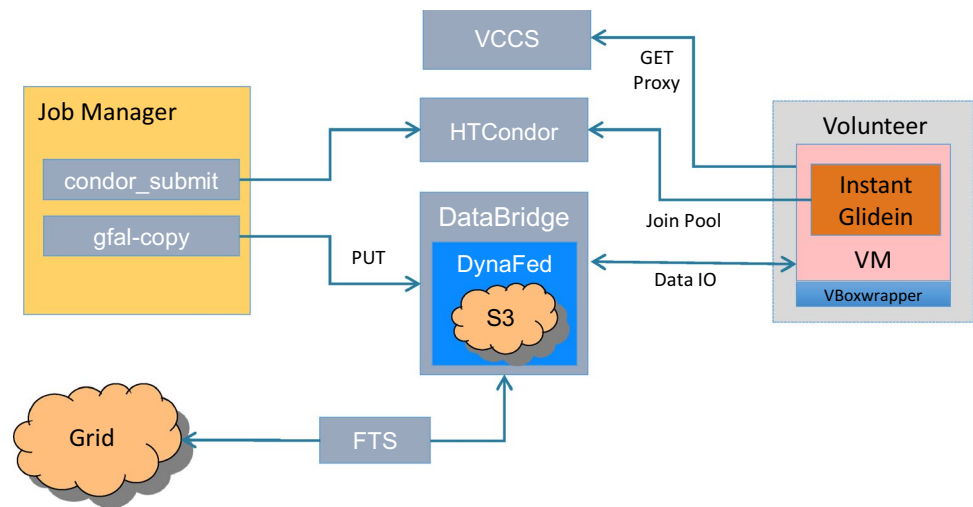 VCCS
GET
Proxy
Job Manager
HTCondor
Volunteer
condor_submit
Instant
Glidein
gfal-copy
DataBridge
Join Pool
PUT
DynaFed
VM
Data IO
VBoxwrapper
S3
Grid
FTS